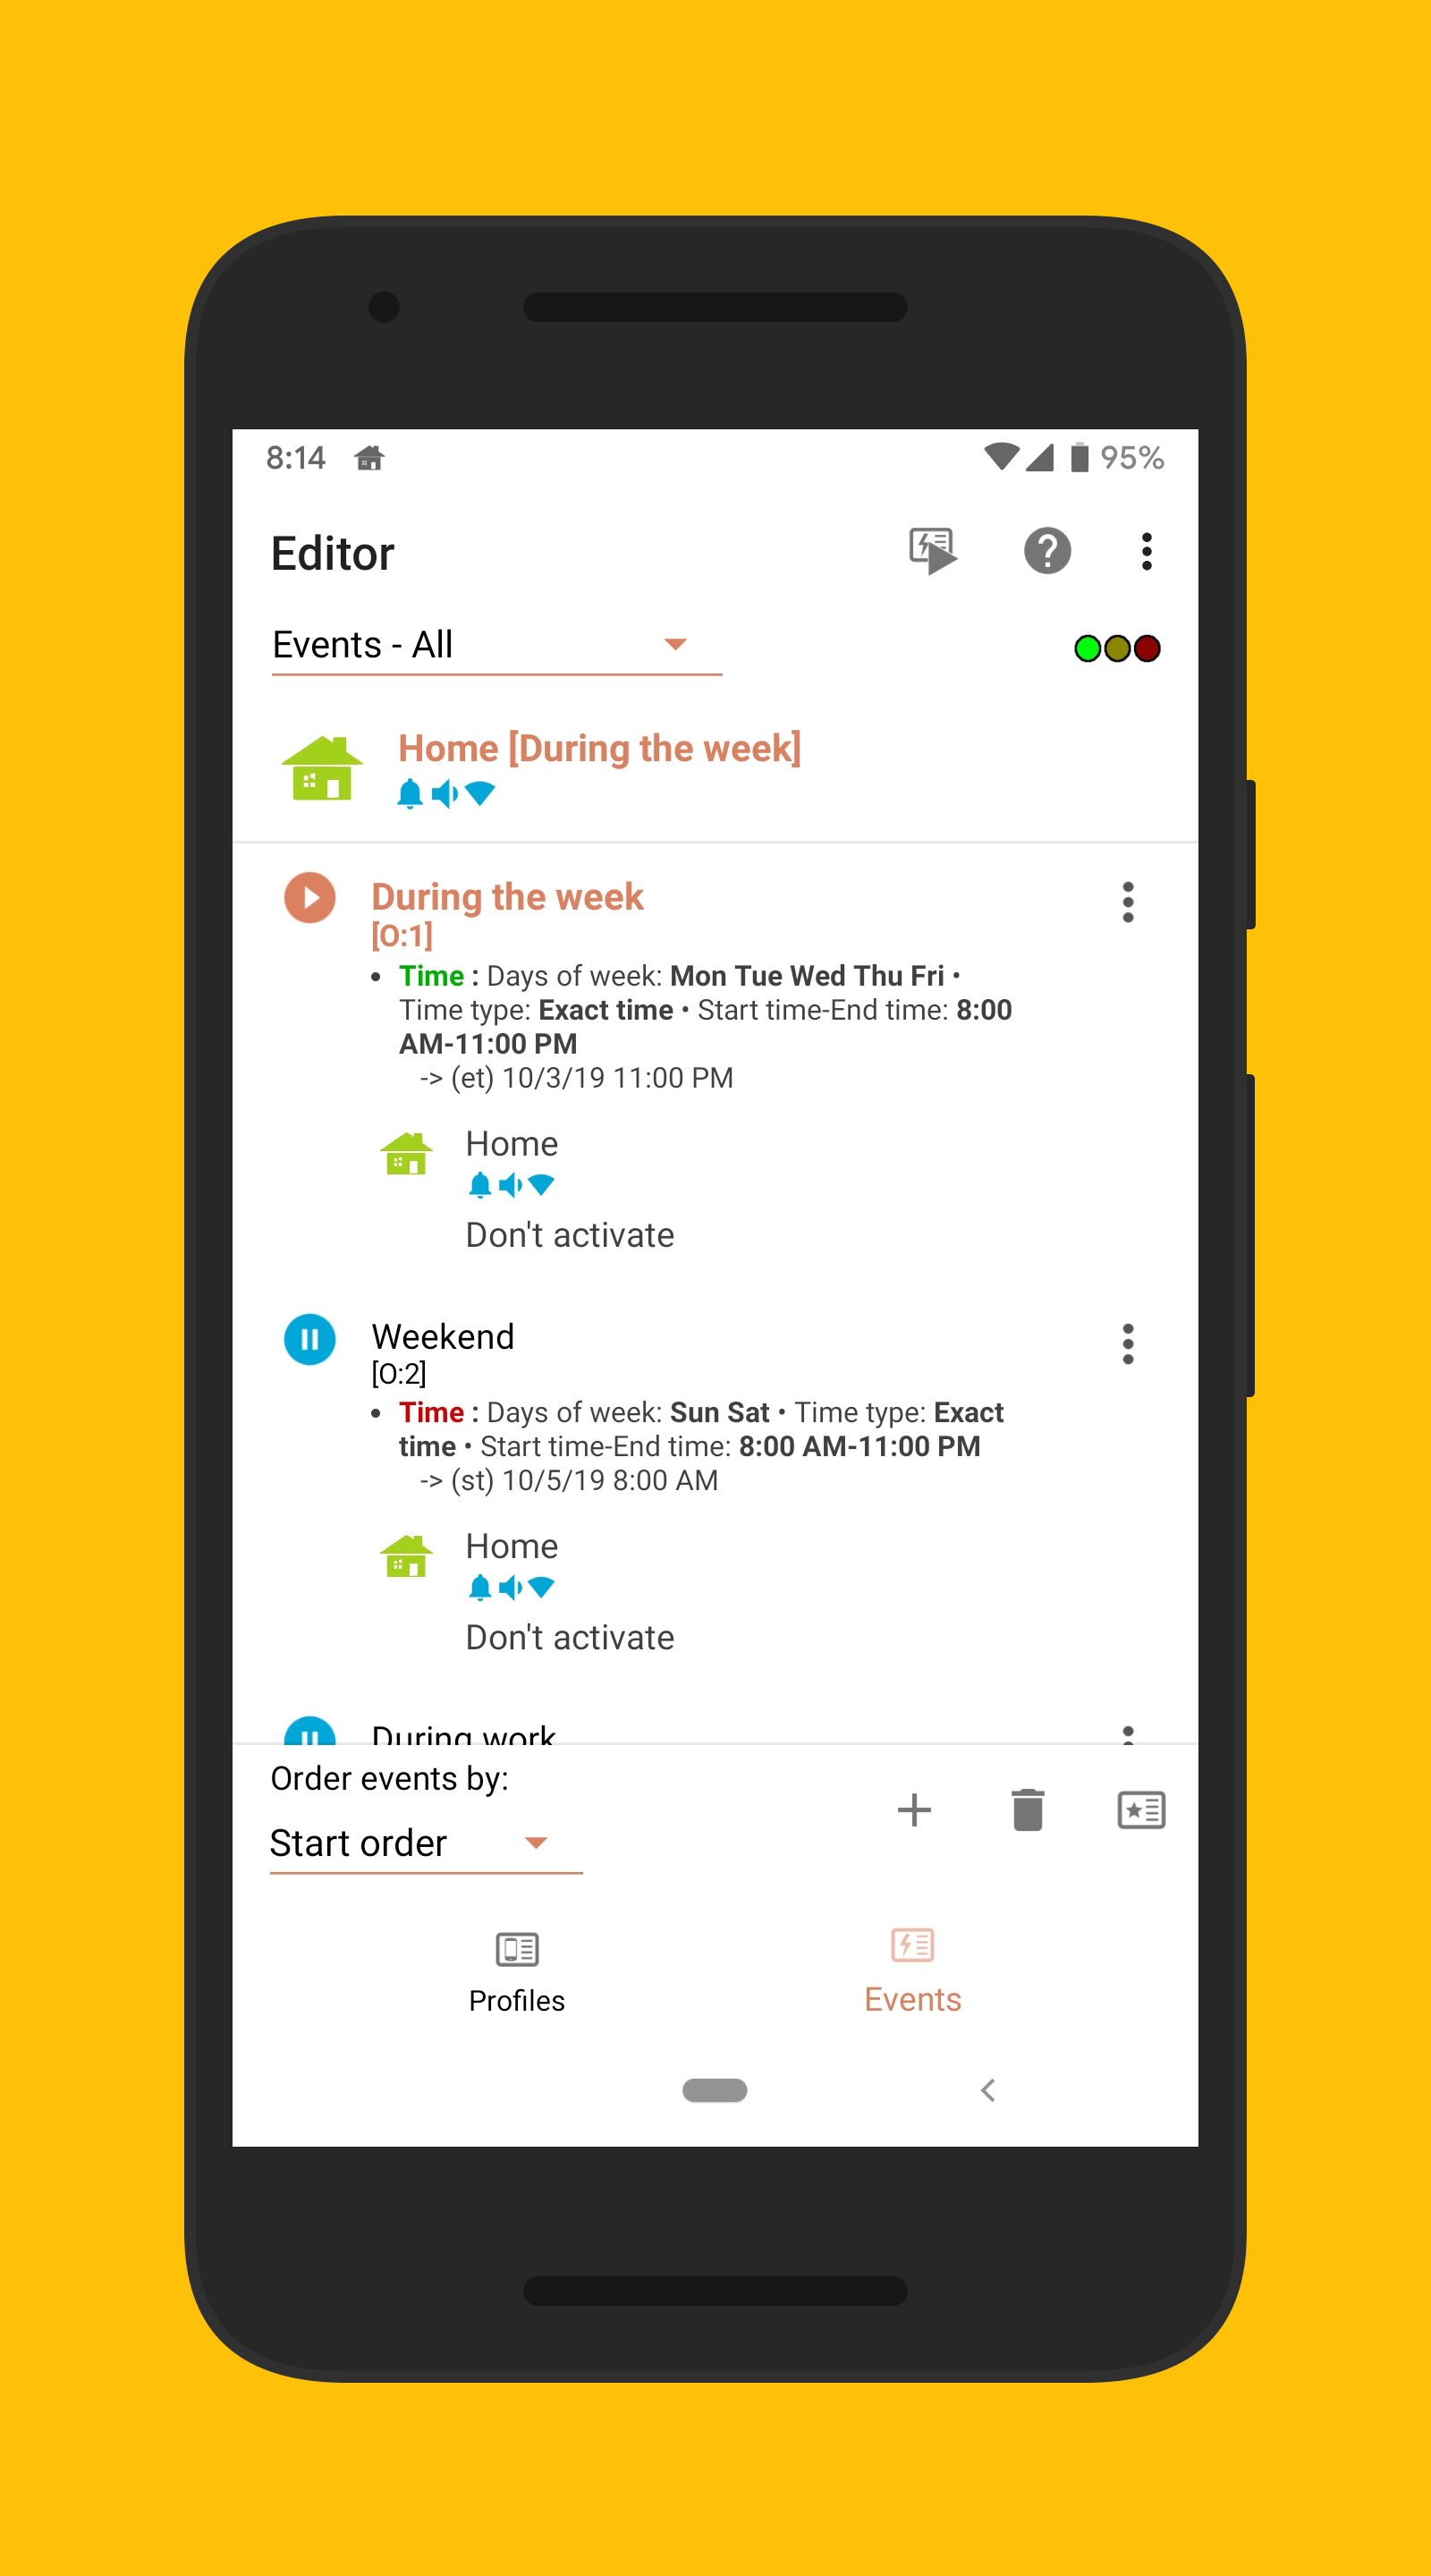 8:14
95%
Editor
Events - All
Home [During the week]
During the week
[O:1]
• Time : Days of week: Mon Tue Wed Thu Fri •
Time type: Exact time • Start time-End time: 8:00
AM-11:00 PM
-> (et) 10/3/19 11:00 PM
Home
Don't activate
Weekend
[O:2]
• Time : Days of week: Sun Sat • Time type: Exact
time • Start time-End time: 8:00 AM-11:00 PM
-> (st) 10/5/19 8:00 AM
Home
Don't activate
During work
Order events by:
Start order
Profiles
Events